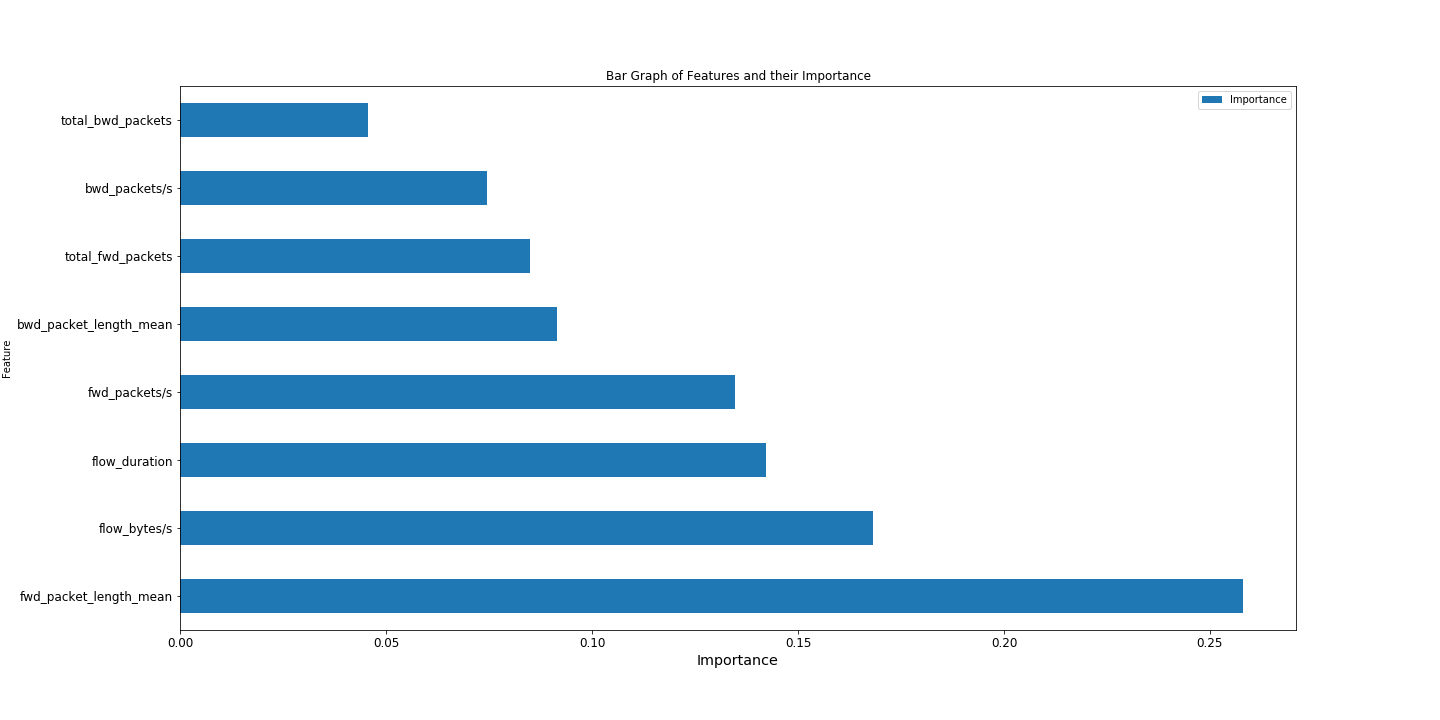 Bar Graph of Features and their Importance
Importance
total_bwd_packets
bwd_packets/s
total_fwd_packets
bwd_packet_length_mean
Feature
fwd_packets/s
flow_duration
flow_bytes/s
fwd_packet_length_mean
0.00 0.05 0.10 0.15 0.20 0.25
Importance